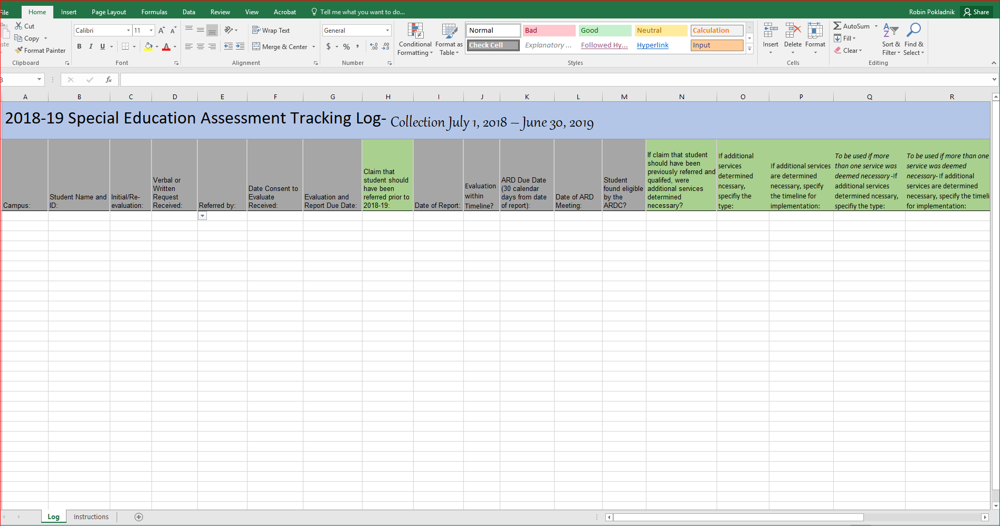 File Home Insert Page Layout Formulas Data Review View Acrobat Tell me what you want to do... Robin Pokladnik Share
Cut
Copy
Format Painter
Clipboard
Calibri 11
B I U
Font
Wrap Text
Merge & Center
Alignment
General
$ % ,
Number
Conditional
Formatting
Format as
Table
Normal Bad Good Neutral Calculation
Check Cell Explanatory ... Followed Hy... Hyperlink Input
Styles
Insert Delete Format
Cells
AutoSum
Fill
Clear
Sort &
Filter
Find &
Select
Editing
fx
A B C D E F G H I J K L M N O P Q R
2018-19 Special Education Assessment Tracking Log- Collection July 1, 2018 – June 30, 2019
Campus:
Student Name and
ID:
Initial/Re-
evaluation:
Verbal or
Written
Request
Received:
Referred by:
Date Consent to
Evaluate
Received:
Evaluation and
Report Due Date:
Claim that
student should
have been
referred prior to
2018-19:
Date of Report:
Evaluation
within
Timeline?
ARD Due Date
(30 calendar
days from date
of report):
Date of ARD
Meeting:
Student
found eligible
by the
ARDC?
If claim that student
should have been
previously referred and
qualifed, were
additional services
determined
necessary?
If additional
services
determined
ncessary,
specifiy the
type:
If additional services
are determined
necessary, specify
the timeline for
implementation:
To be used if more
than one service was
deemed necessary -If
additional services
determined ncessary,
specifiy the type:
To be used if more than one
service was deemed
necessary- If additional
services are determined
necessary, specify the timeli
for implementation:
Log Instructions